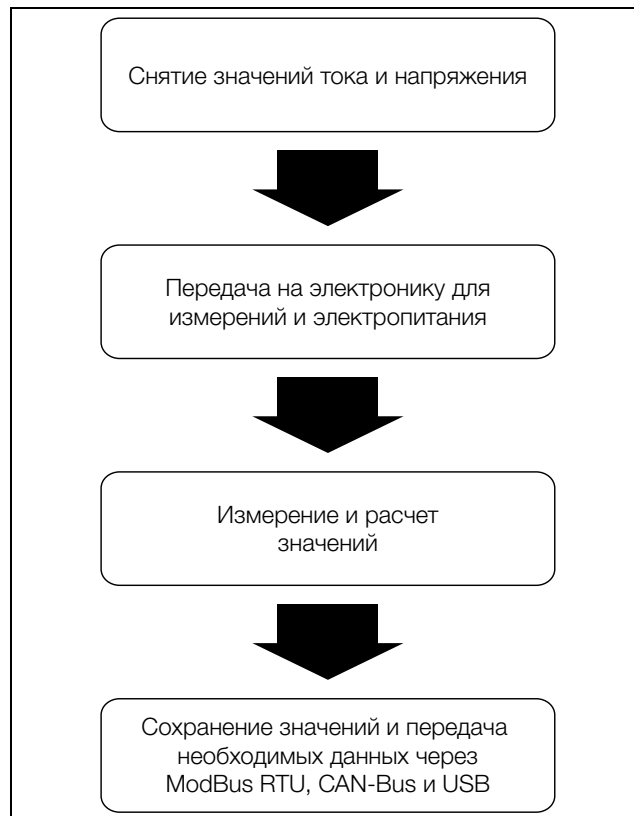 Снятие значений тока и напряжения
Передача на электронику для
измерений и электропитания
Измерение и расчет
значений
Сохранение значений и передача
необходимых данных через
ModBus RTU, CAN-Bus и USB